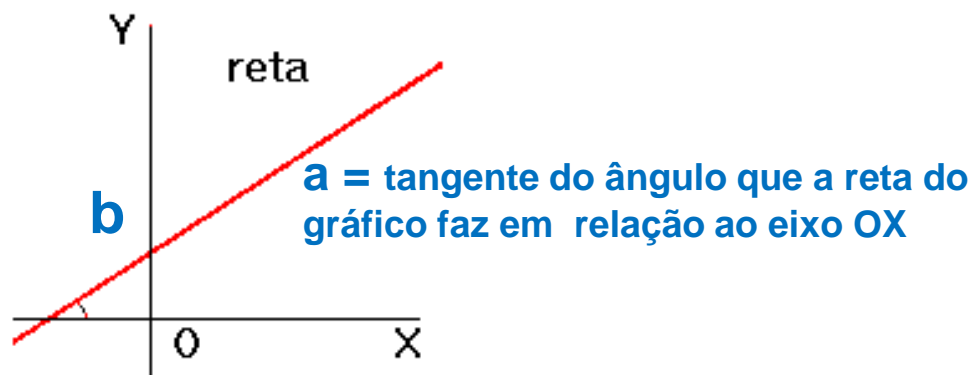 Y
reta
a = tangente do ângulo que a reta do
gráfico faz em relação ao eixo OX
b
O
X